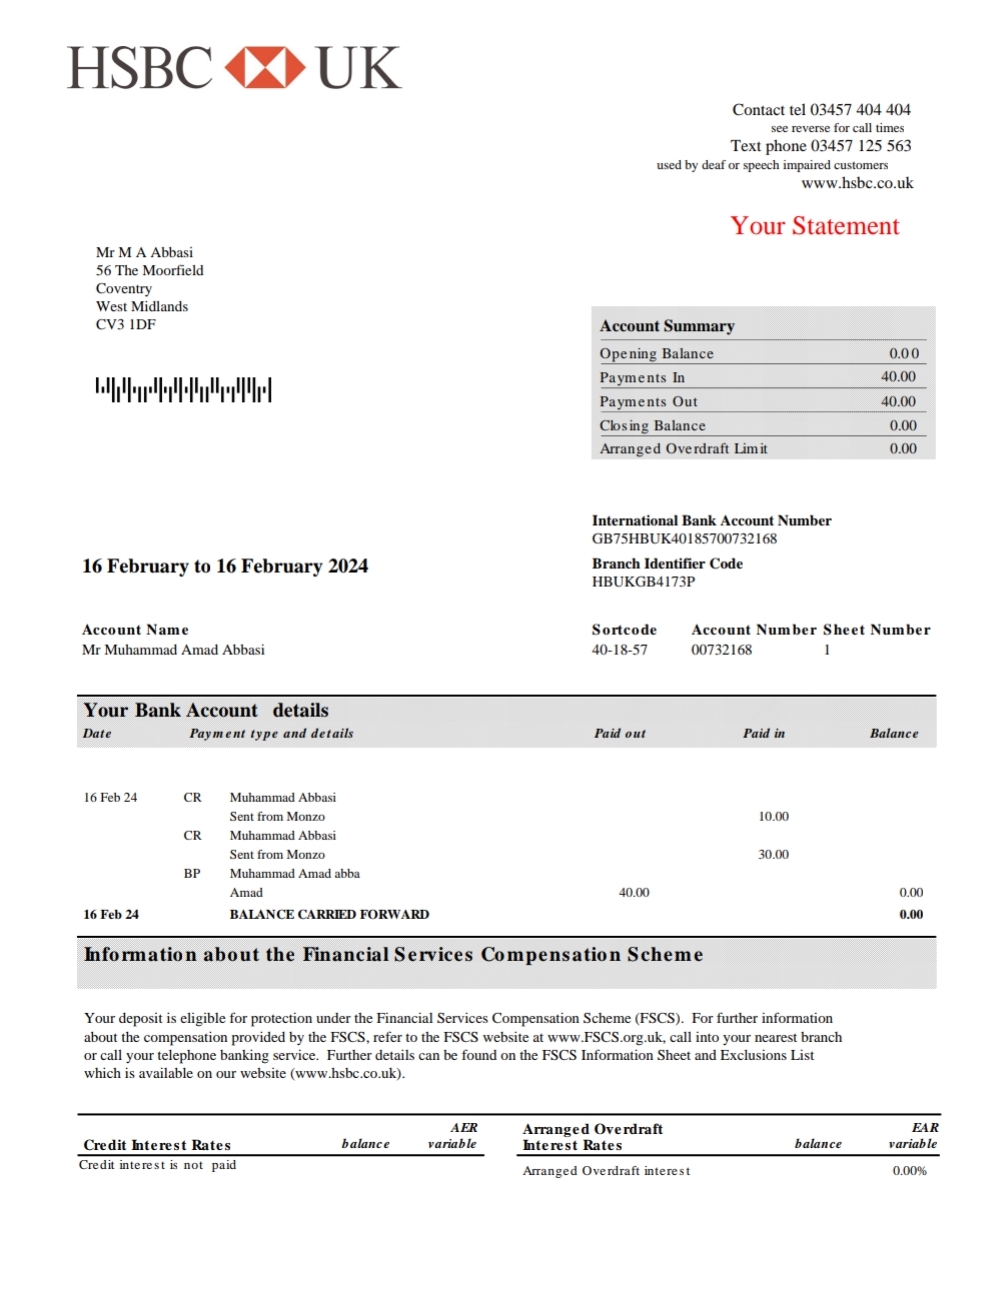 HSBC UK
Contact tel 03457 404 404
see reverse for call times
Text phone 03457 125 563
used by deaf or speech impaired customers
www.hsbc.co.uk
Your Statement
Mr M A Abbasi
56 The Moorfield
Coventry
West Midlands
CV3 1DF
Account Summary
Opening Balance 0.00
Payments In 40.00
Payments Out 40.00
Closing Balance 0.00
Arranged Overdraft Limit 0.00
International Bank Account Number
GB75HBUK40185700732168
16 February to 16 February 2024
Branch Identifier Code
HBUKGB4173P
Account Name Sortcode Account Number Sheet Number
Mr Muhammad Amad Abbasi 40-18-57 00732168 1
Your Bank Account details
Date Payment type and details Paid out Paid in Balance
16 Feb 24 CR Muhammad Abbasi
Sent from Monzo 10.00
CR Muhammad Abbasi
Sent from Monzo 30.00
BP Muhammad Amad abba
Amad 40.00 0.00
16 Feb 24 BALANCE CARRIED FORWARD 0.00
Information about the Financial Services Compensation Scheme
Your deposit is eligible for protection under the Financial Services Compensation Scheme (FSCS). For further information
about the compensation provided by the FSCS, refer to the FSCS website at www.FSCS.org.uk, call into your nearest branch
or call your telephone banking service. Further details can be found on the FSCS Information Sheet and Exclusions List
which is available on our website (www.hsbc.co.uk).
Credit Interest Rates balance AER variable
Credit interest is not paid
Arranged Overdraft
Interest Rates balance EAR variable
Arranged Overdraft interest 0.00%